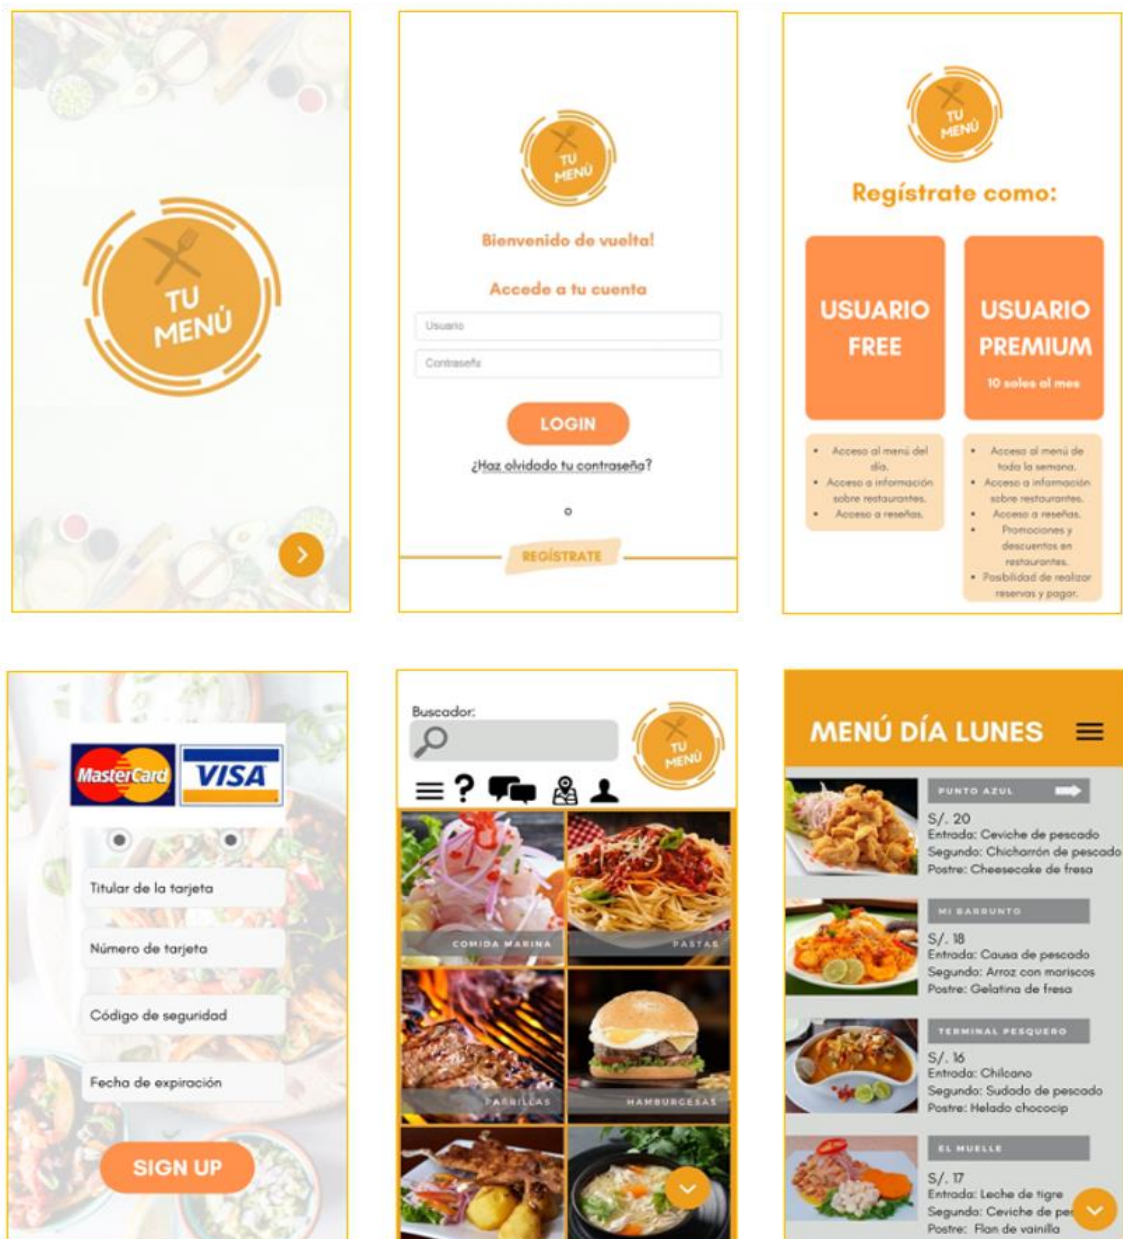 TU
MENÚ
TU
MENÚ
Bienvenido de vuelta!
Accede a tu cuenta
Usuario
Contraseña
LOGIN
¿Haz olvidado tu contraseña?
o
REGÍSTRATE
TU
MENÚ
Regístrate como:
USUARIO
FREE
• Acceso al menú del
día.
• Acceso a información
sobre restaurantes.
• Acceso a reseñas.
USUARIO
PREMIUM
10 soles al mes
• Acceso al menú de
toda la semana.
• Acceso a información
sobre restaurantes.
• Acceso a reseñas.
• Promociones y
descuentos en
restaurantes.
• Posibilidad de realizar
reservas y pagar.
MasterCard
VISA
Titular de la tarjeta
Número de tarjeta
Código de seguridad
Fecha de expiración
SIGN UP
Buscador:
TU
MENÚ
?
COMIDA MARINA
PASTAS
PARRILLAS
HAMBURGESAS
MENÚ DÍA LUNES
PUNTO AZUL
S/. 20
Entrada: Ceviche de pescado
Segundo: Chicharrón de pescado
Postre: Cheesecake de fresa
MI BARRUNTO
S/. 18
Entrada: Causa de pescado
Segundo: Arroz con mariscos
Postre: Gelatina de fresa
TERMINAL PESQUERO
S/. 16
Entrada: Chilcano
Segundo: Sudado de pescado
Postre: Helado chococip
EL MUELLE
S/. 17
Entrada: Leche de tigre
Segundo: Ceviche de pe
Postre: Flan de vainilla